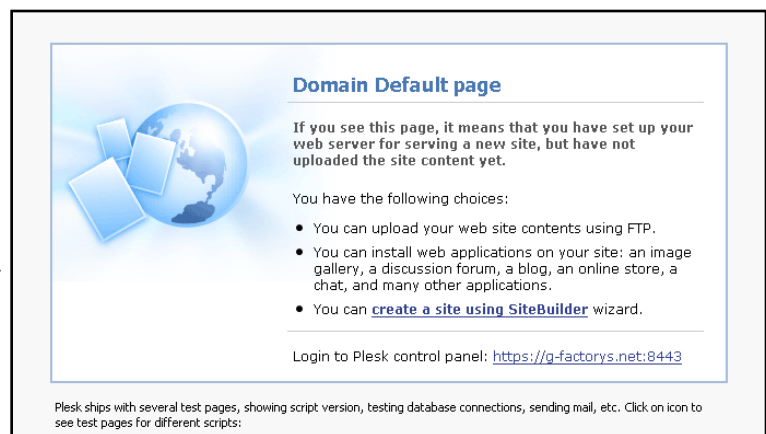 Domain Default page
If you see this page, it means that you have set up your
web server for serving a new site, but have not
uploaded the site content yet.
You have the following choices:
• You can upload your web site contents using FTP.
• You can install web applications on your site: an image
gallery, a discussion forum, a blog, an online store, a
chat, and many other applications.
• You can create a site using SiteBuilder wizard.
Login to Plesk control panel: https://g-factorys.net:8443
Plesk ships with several test pages, showing script version, testing database connections, sending mail, etc. Click on icon to
see test pages for different scripts: